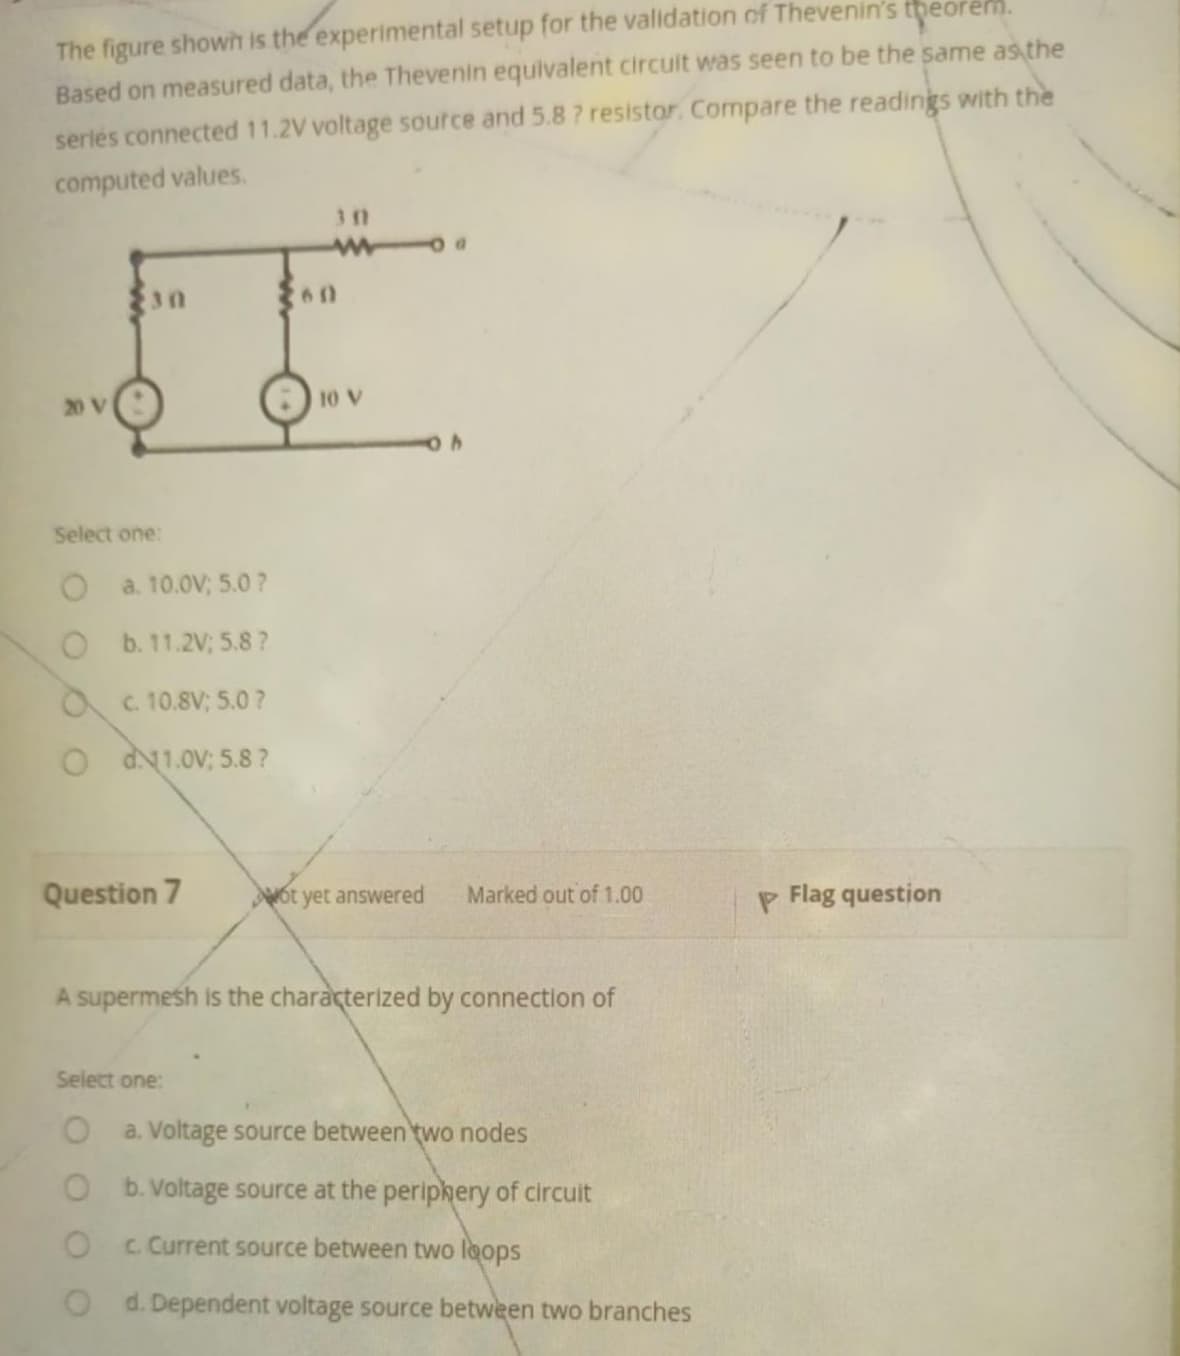 The figure shown is the experimental setup for the validation of Thevenin's theorem.
Based on measured data, the Thevenin equivalent circuit was seen to be the same as the
series connected 11.2V voltage source and 5.8 ? resistor. Compare the readings with the
computed values.
3 Ω
a
3 Ω
6 Ω
20 V
10 V
b
Select one:
a. 10.0V; 5.0 ?
b. 11.2V; 5.8 ?
c. 10.8V; 5.0 ?
d. 11.0V; 5.8 ?
Question 7 Not yet answered Marked out of 1.00 Flag question
A supermesh is the characterized by connection of
Select one:
a. Voltage source between two nodes
b. Voltage source at the periphery of circuit
c. Current source between two loops
d. Dependent voltage source between two branches